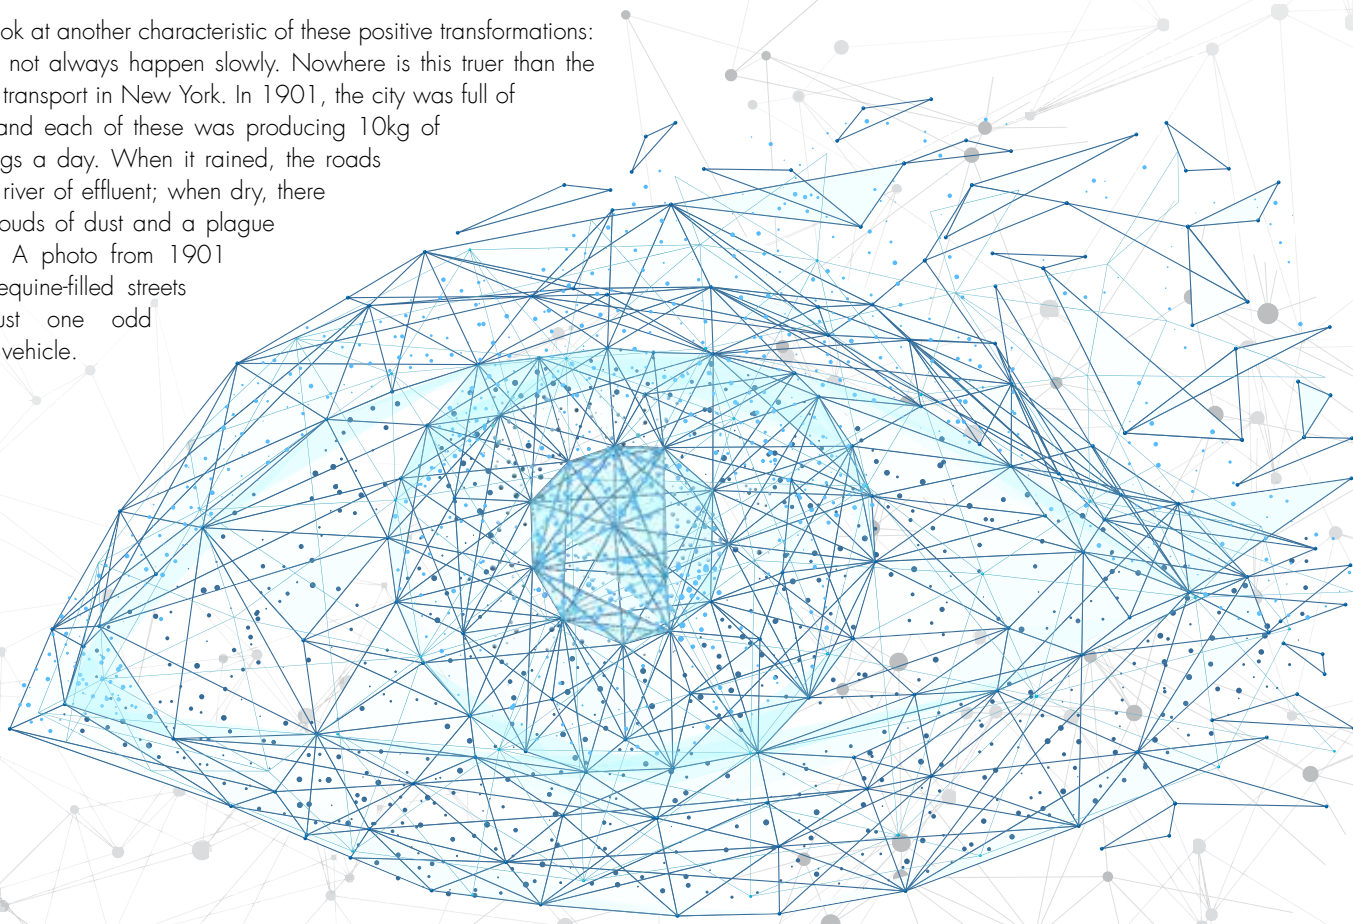 ok at another characteristic of these positive transformations:
not always happen slowly. Nowhere is this truer than the
transport in New York. In 1901, the city was full of
and each of these was producing 10kg of
gs a day. When it rained, the roads
river of effluent; when dry, there
ouds of dust and a plague
A photo from 1901
equine-filled streets
ust one odd
vehicle.